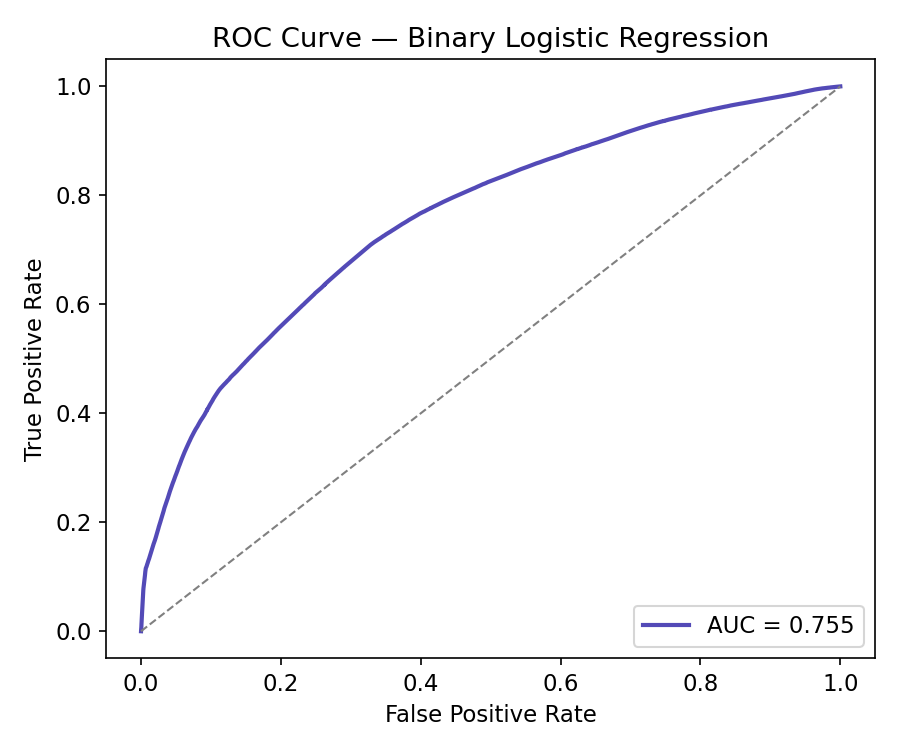 ROC Curve — Binary Logistic Regression
True Positive Rate
1.0
0.8
0.6
0.4
0.2
0.0
AUC = 0.755
0.0 0.2 0.4 0.6 0.8 1.0
False Positive Rate